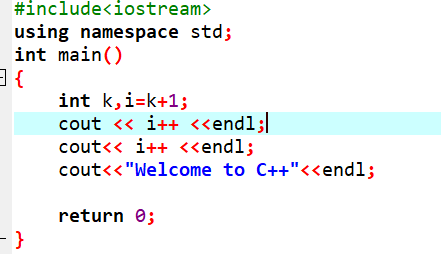 #include<iostream>
using namespace std;
int main()
{
    int k,i=k+1;
    cout << i++ <<endl;
    cout<< i++ <<endl;
    cout<<"Welcome to C++"<<endl;

    return 0;
}